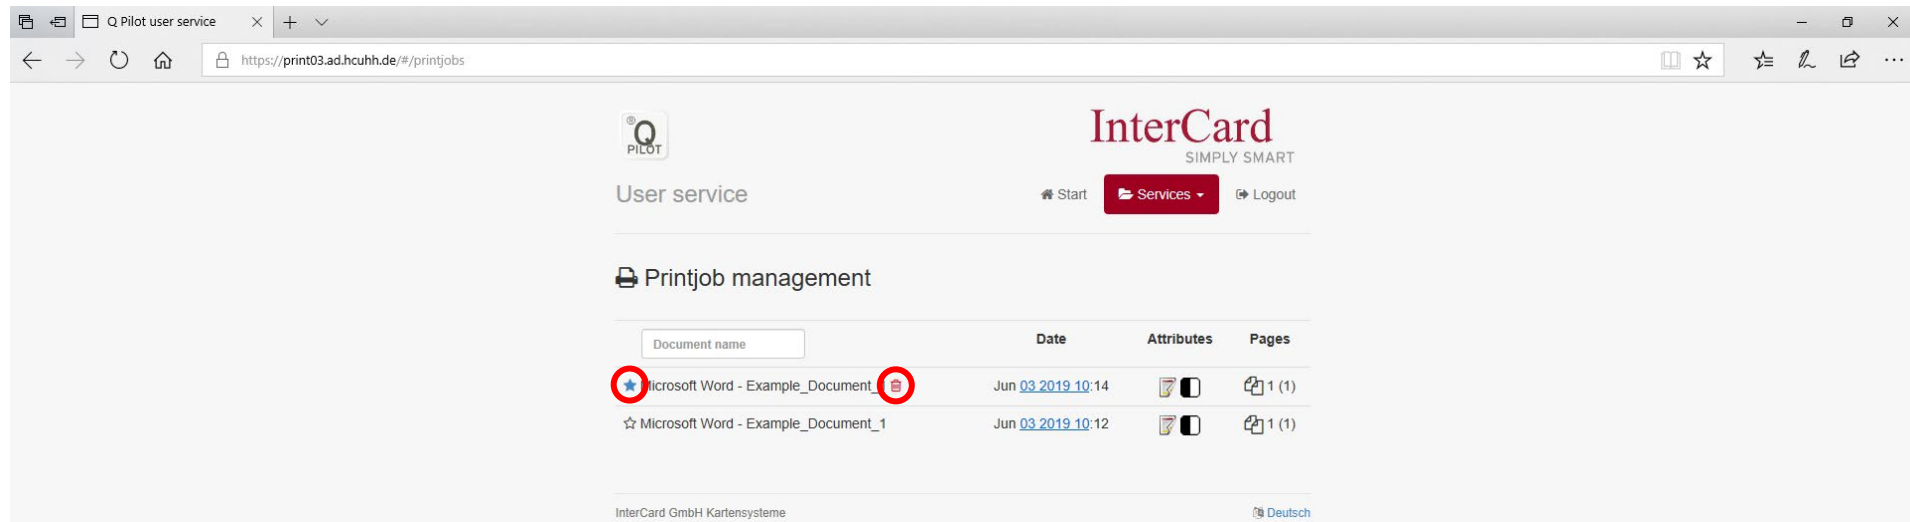 Q Pilot user service
https://print03.ad.hcuhh.de/#/printjobs
®Q
PILOT
InterCard
SIMPLY SMART
User service
Start Services Logout
Printjob management
Document name Date Attributes Pages
Microsoft Word - Example_Document_ Jun 03 2019 10:14 1 (1)
Microsoft Word - Example_Document_1 Jun 03 2019 10:12 1 (1)
InterCard GmbH Kartensysteme Deutsch